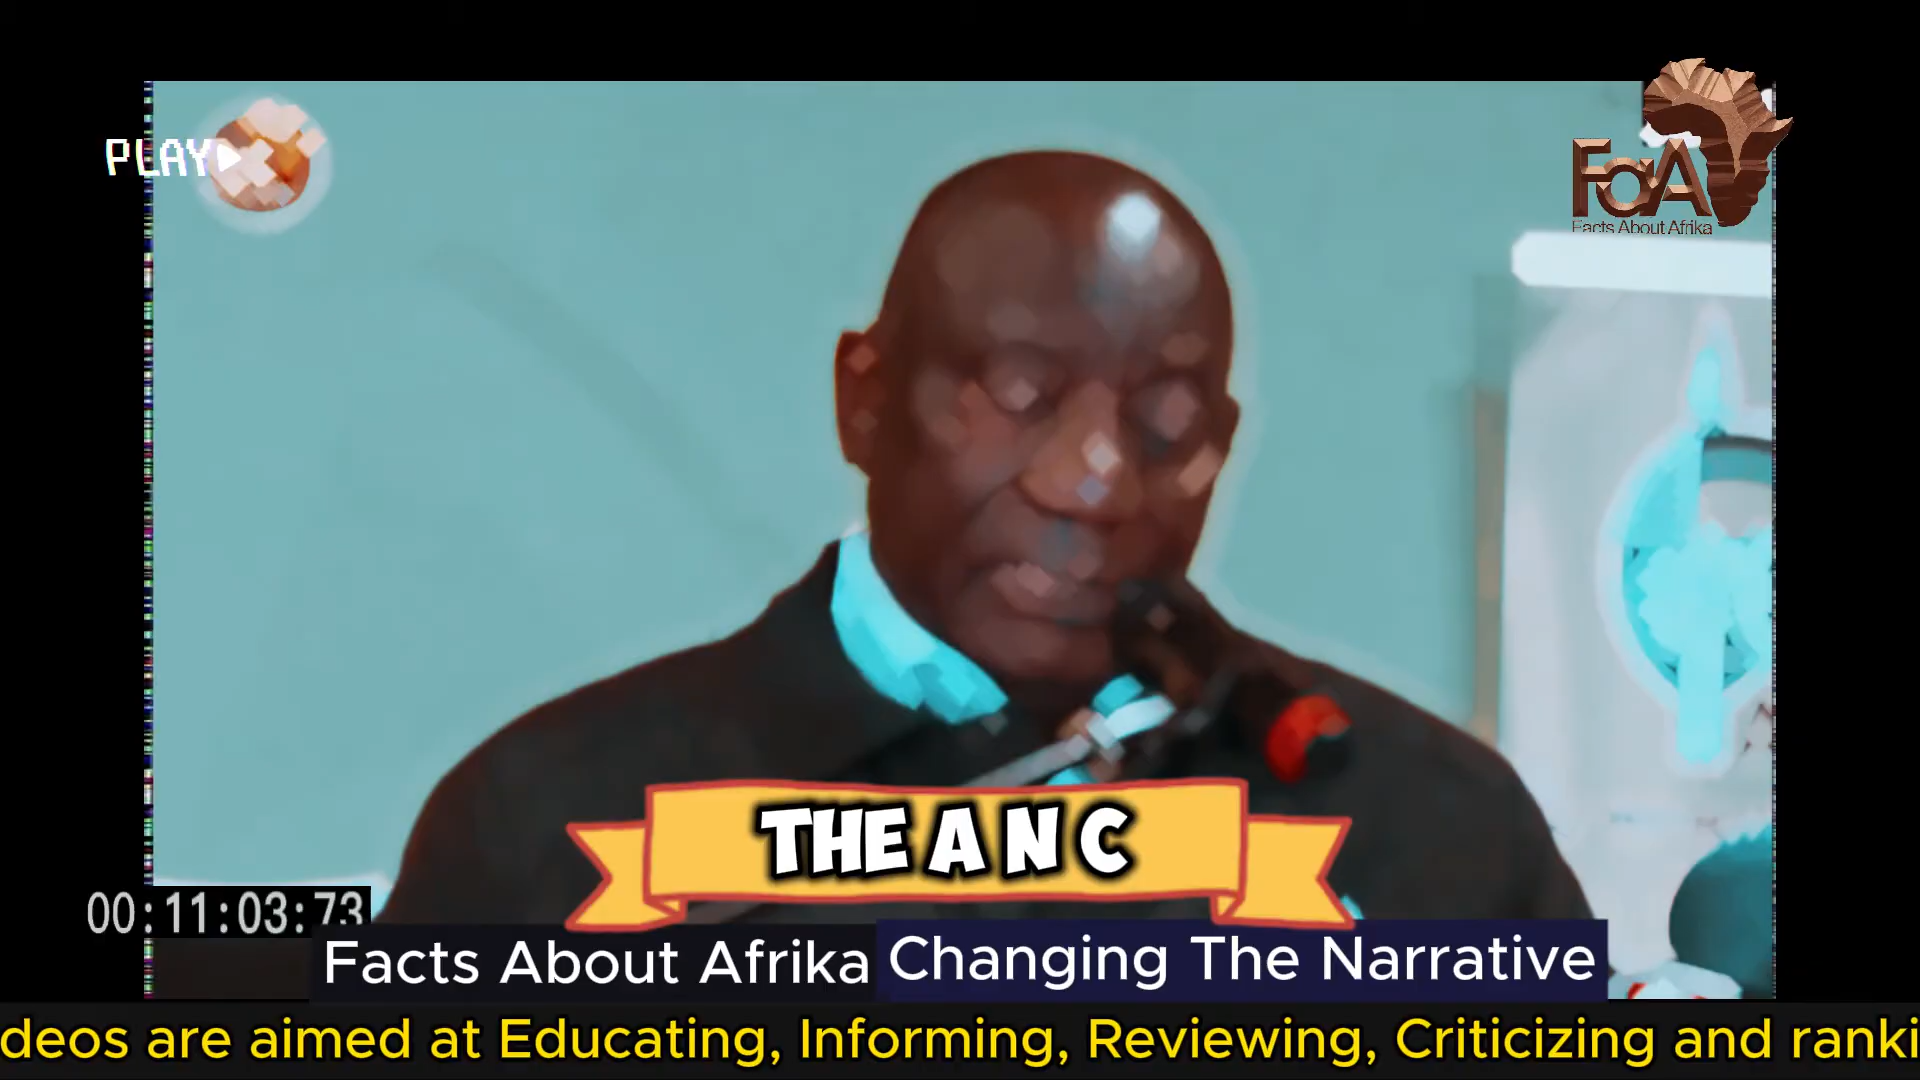 PLAY
FaA
Facts About Afrika
THE A N C
00:11:03:73
Facts About Afrika
Changing The Narrative
deos are aimed at Educating, Informing, Reviewing, Criticizing and ranki